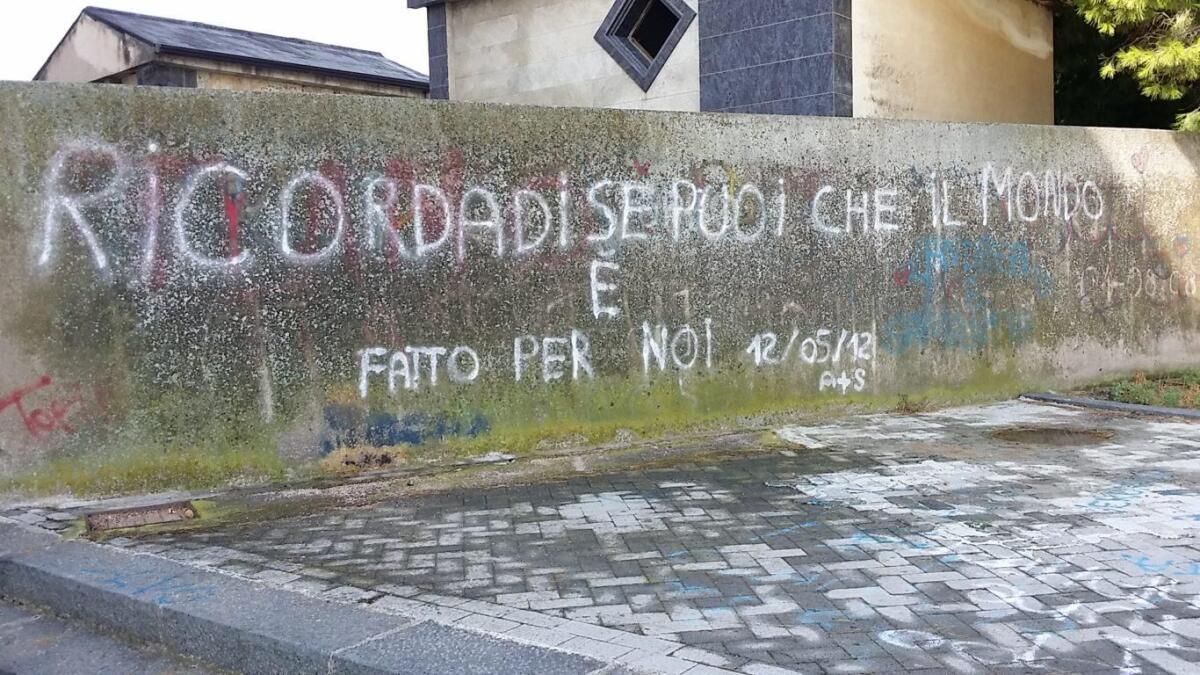 RICORDADI SE PUOI CHE IL MONDO
E
FATTO PER NOI 12/05/12
A+S